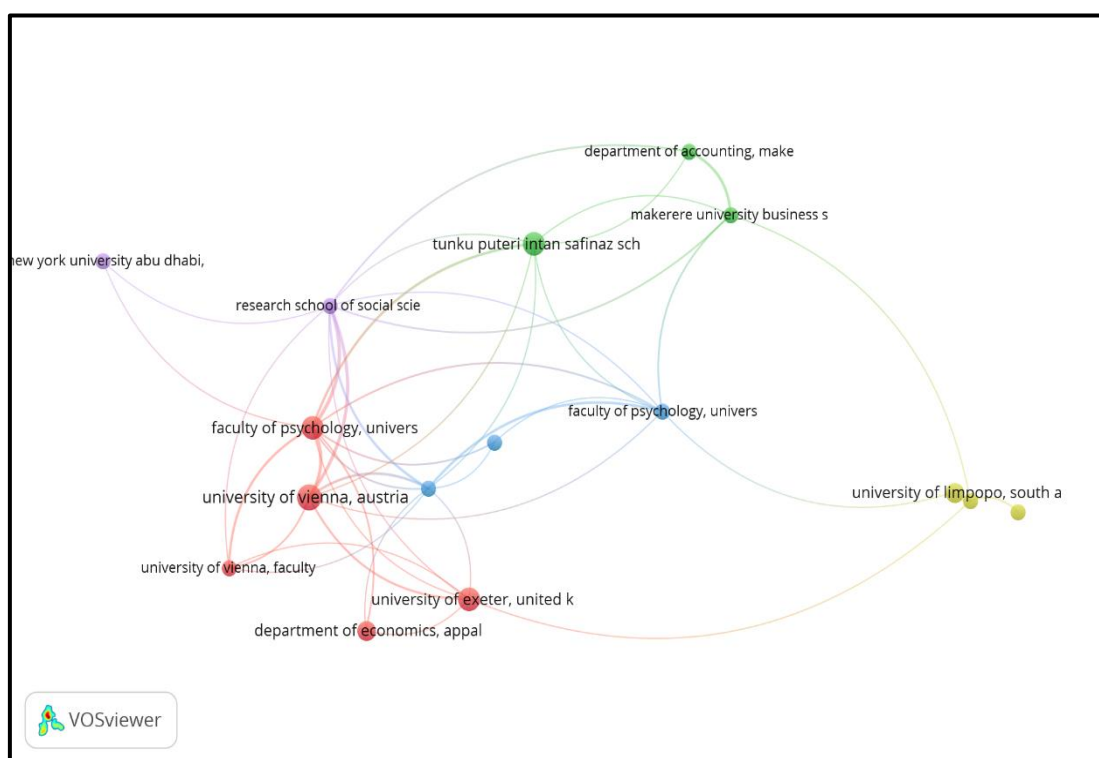 department of accounting, make
makerere university business s
tunku puteri intan safinaz sch
new york university abu dhabi,
research school of social scie
faculty of psychology, univers
faculty of psychology, univers
university of limpopo, south a
university of vienna, austria
university of vienna, faculty
university of exeter, united k
department of economics, appal
VOSviewer